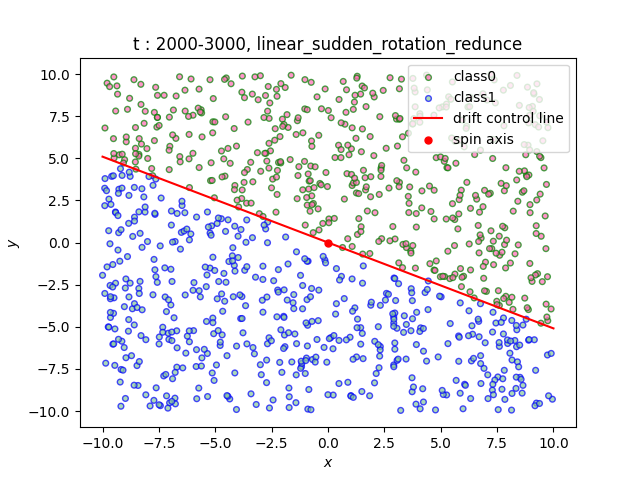 t : 2000-3000, linear_sudden_rotation_redunce
class0
class1
drift control line
spin axis
10.0
7.5
5.0
2.5
0.0
−2.5
−5.0
−7.5
−10.0
y
−10.0 −7.5 −5.0 −2.5 0.0 2.5 5.0 7.5 10.0
x